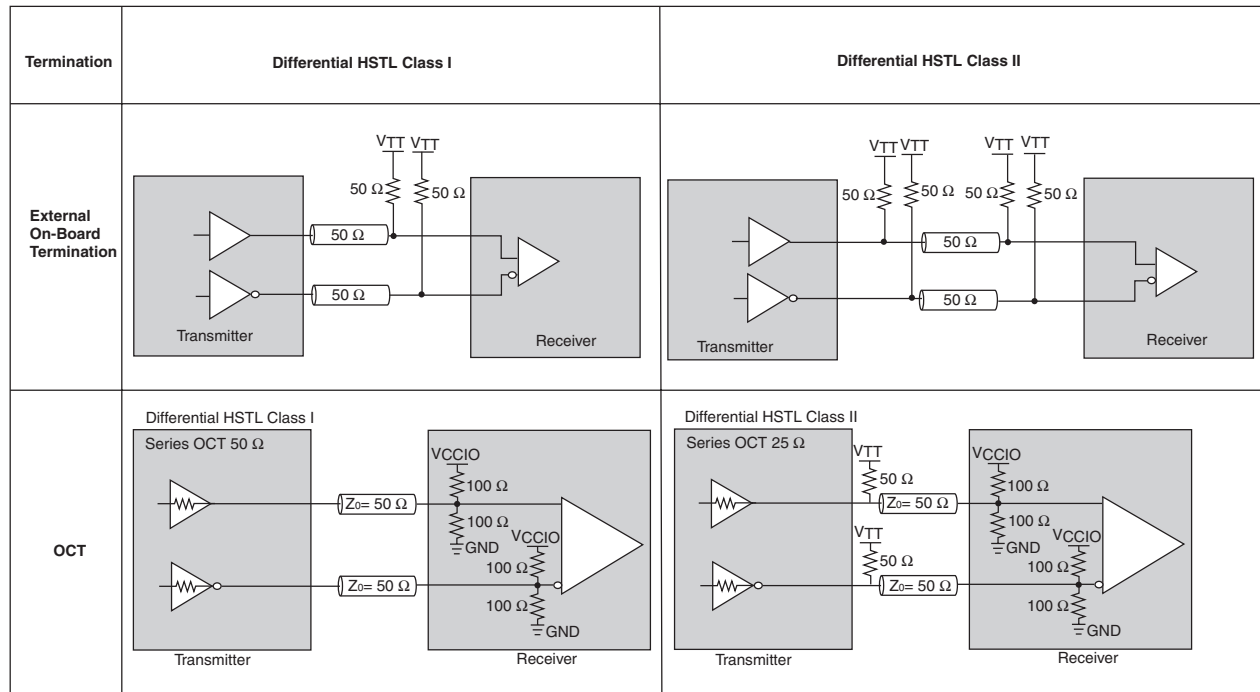 Termination
Differential HSTL Class I
Differential HSTL Class II
External
On-Board
Termination
VTT VTT
50 Ω 50 Ω
50 Ω
50 Ω
Transmitter
Receiver
VTT VTT VTT VTT
50 Ω 50 Ω 50 Ω 50 Ω
50 Ω
50 Ω
Transmitter
Receiver
OCT
Differential HSTL Class I
Series OCT 50 Ω
VCCIO
100 Ω
Z0= 50 Ω
100 Ω
VCCIO
GND
100 Ω
Z0= 50 Ω
100 Ω
GND
Transmitter
Receiver
Differential HSTL Class II
Series OCT 25 Ω
VTT
VCCIO
50 Ω
100 Ω
Z0= 50 Ω
100 Ω
VTT
VCCIO
GND
50 Ω
100 Ω
Z0= 50 Ω
100 Ω
GND
Transmitter
Receiver